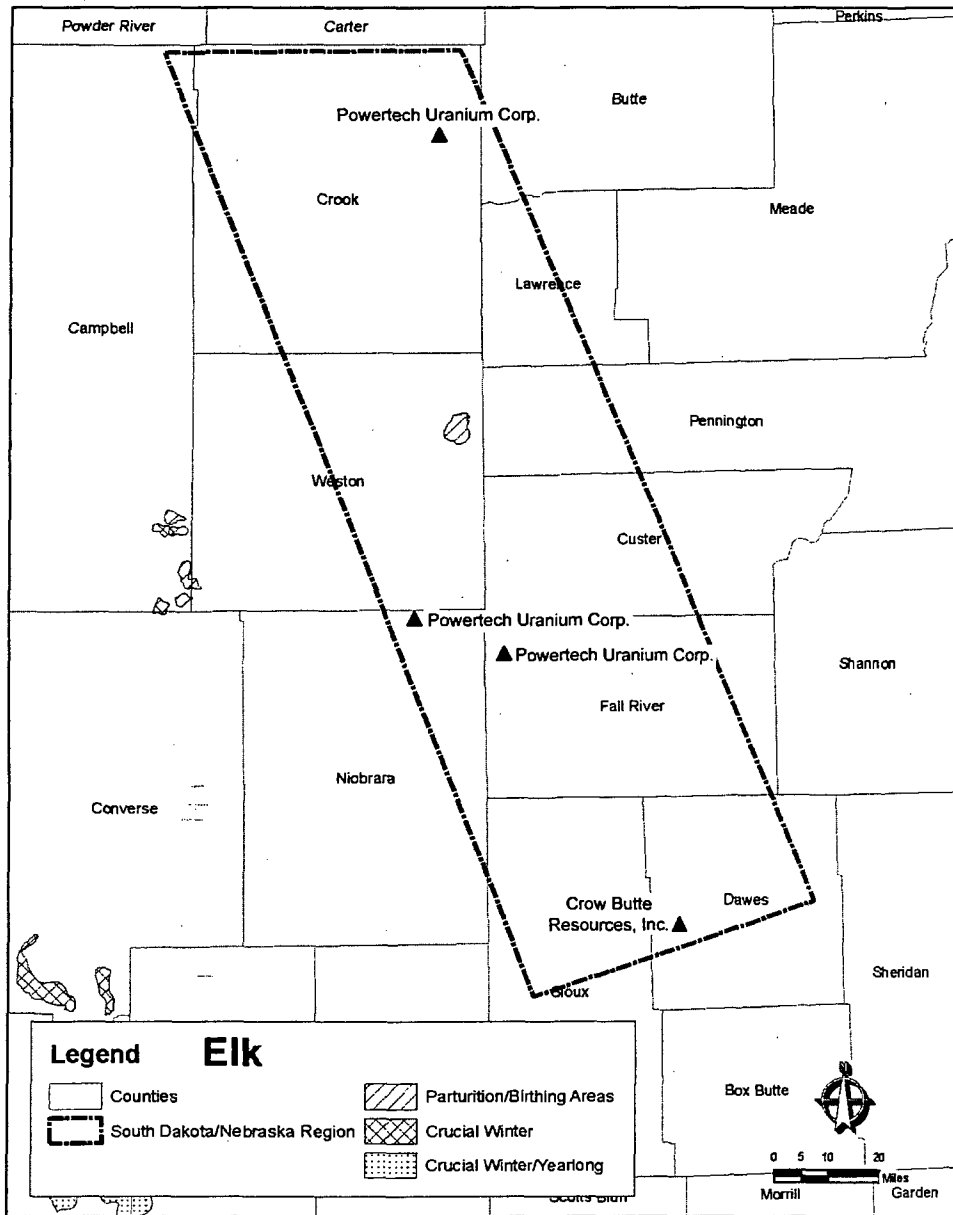 Powder River
Carter
Perkins
Butte
Powertech Uranium Corp.
Crook
Meade
Lawrence
Campbell
Pennington
Weston
Custer
Powertech Uranium Corp.
Powertech Uranium Corp.
Shannon
Fall River
Niobrara
Converse
Crow Butte
Resources, Inc.
Dawes
Sheridan
Sioux
Legend
Elk
Counties
South Dakota/Nebraska Region
Parturition/Birthing Areas
Crucial Winter
Crucial Winter/Yearlong
Box Butte
0 5 10 20
Miles
Scotts Bluff
Morrill
Garden